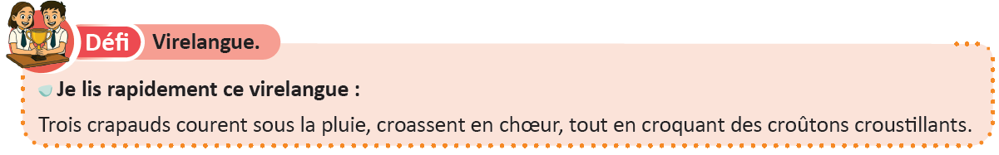 Défi Virelangue.
Je lis rapidement ce virelangue :
Trois crapauds courent sous la pluie, croassent en chœur, tout en croquant des croûtons croustillants.